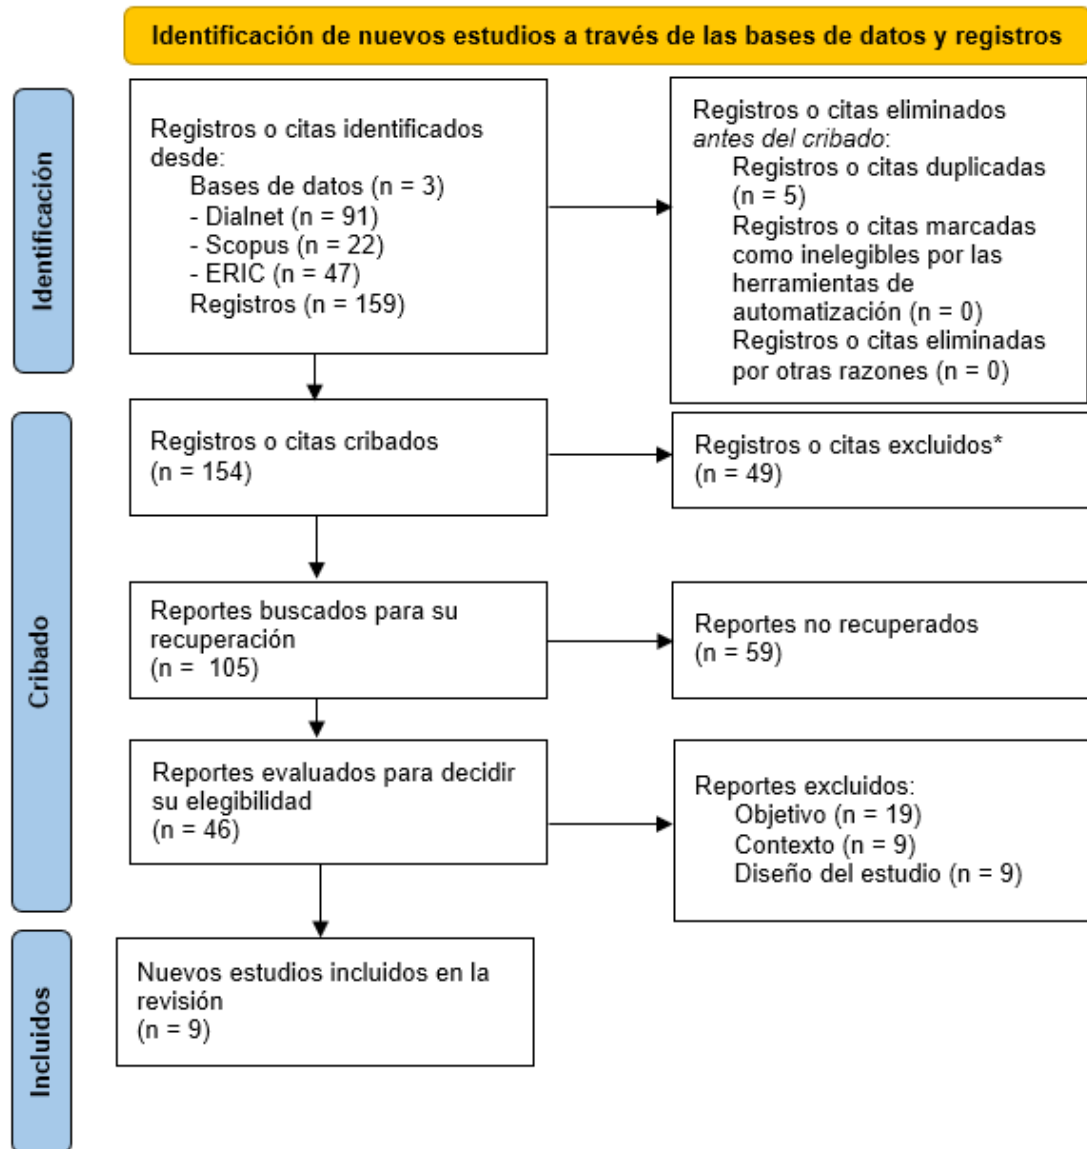 Identificación de nuevos estudios a través de las bases de datos y registros
Identificación
Registros o citas identificados
desde:
Bases de datos (n = 3)
- Dialnet (n = 91)
- Scopus (n = 22)
- ERIC (n = 47)
Registros (n = 159)
Registros o citas eliminados
antes del cribado:
Registros o citas duplicadas
(n = 5)
Registros o citas marcadas
como inelegibles por las
herramientas de
automatización (n = 0)
Registros o citas eliminadas
por otras razones (n = 0)
Cribado
Registros o citas cribados
(n = 154)
Registros o citas excluidos*
(n = 49)
Reportes buscados para su
recuperación
(n = 105)
Reportes no recuperados
(n = 59)
Reportes evaluados para decidir
su elegibilidad
(n = 46)
Reportes excluidos:
Objetivo (n = 19)
Contexto (n = 9)
Diseño del estudio (n = 9)
Incluidos
Nuevos estudios incluidos en la
revisión
(n = 9)